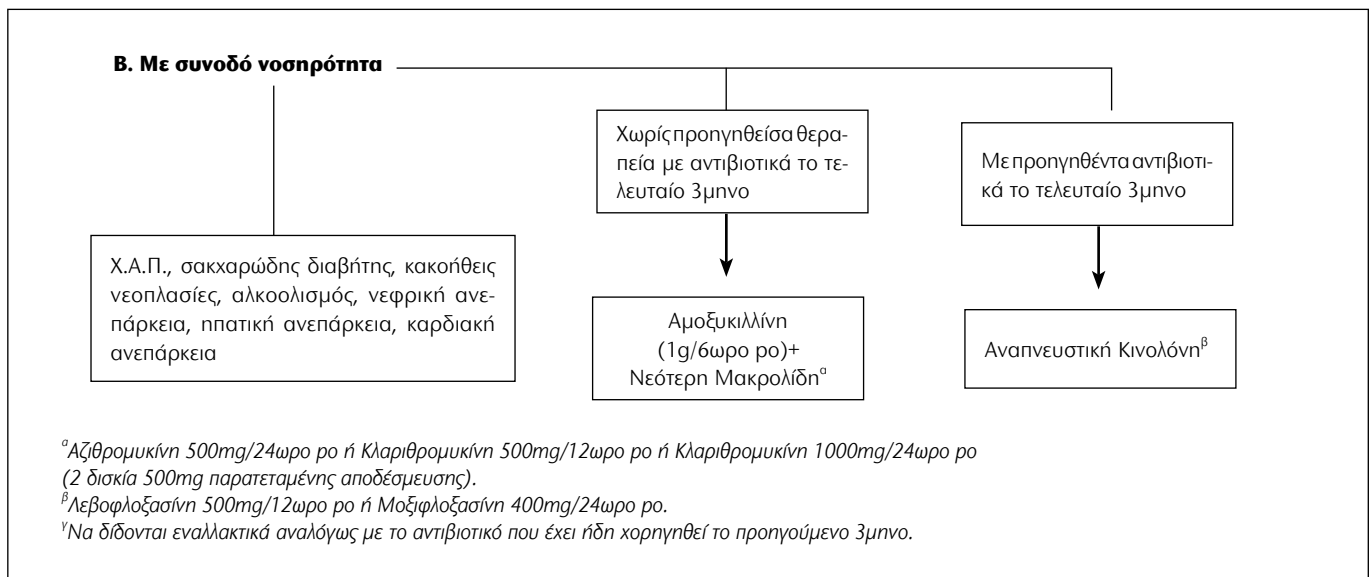 Β. Με συνοδό νοσηρότητα
Χωρίς προηγηθείσα θερα-
πεία με αντιβιοτικά το τε-
λευταίο 3μηνο
Με προηγηθέντα αντιβιοτι-
κά το τελευταίο 3μηνο
Χ.Α.Π., σακχαρώδης διαβήτης, κακοήθεις
νεοπλασίες, αλκοολισμός, νεφρική ανε-
πάρκεια, ηπατική ανεπάρκεια, καρδιακή
ανεπάρκεια
Αμοξυκιλλίνη
(1g/6ωρο po)+
Νεότερη Μακρολίδηᵅ
Αναπνευστική Κινολόνηᵝ
ᵅΑζιθρομυκίνη 500mg/24ωρο po ή Κλαριθρομυκίνη 500mg/12ωρο po ή Κλαριθρομυκίνη 1000mg/24ωρο po
(2 δισκία 500mg παρατεταμένης αποδέσμευσης).
ᵝΛεβοφλοξασίνη 500mg/12ωρο po ή Μοξιφλοξασίνη 400mg/24ωρο po.
ᵞΝα δίδονται εναλλακτικά αναλόγως με το αντιβιοτικό που έχει ήδη χορηγηθεί το προηγούμενο 3μηνο.